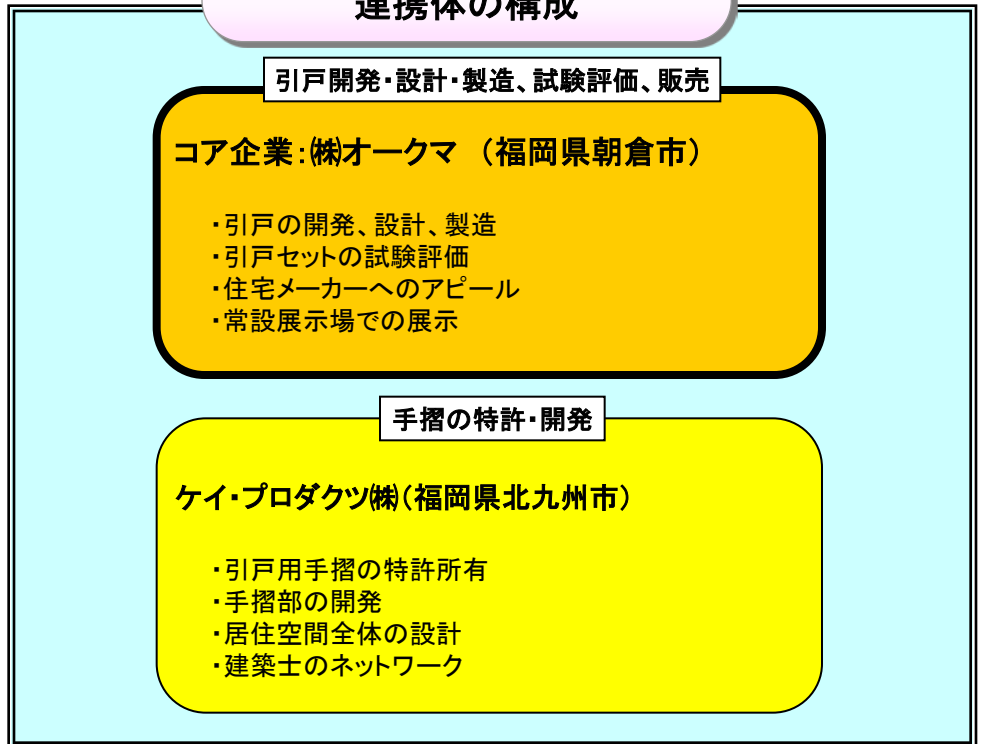 連携体の構成
引戸開発・設計・製造、試験評価、販売
コア企業：㈱オークマ （福岡県朝倉市）
・引戸の開発、設計、製造
・引戸セットの試験評価
・住宅メーカーへのアピール
・常設展示場での展示
手摺の特許・開発
ケイ・プロダクツ㈱（福岡県北九州市）
・引戸用手摺の特許所有
・手摺部の開発
・居住空間全体の設計
・建築士のネットワーク